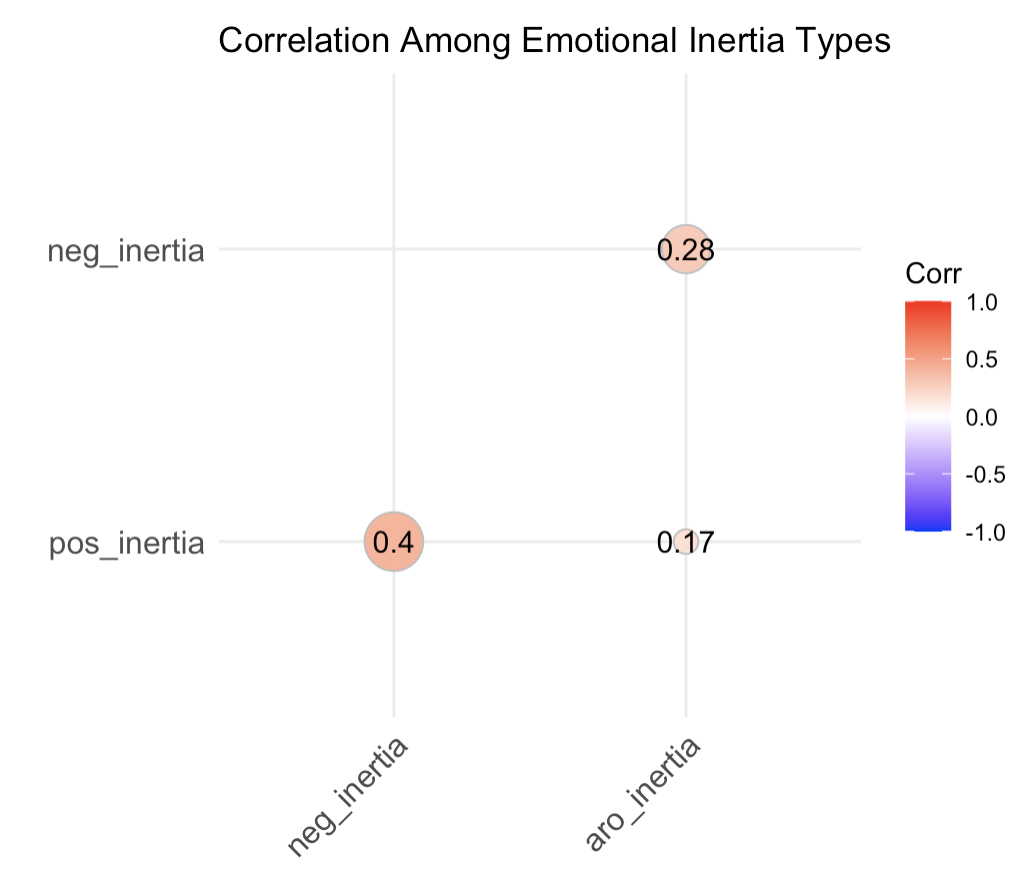 Correlation Among Emotional Inertia Types
neg_inertia
0.28
pos_inertia
0.4
0.17
neg_inertia
aro_inertia
Corr
1.0
0.5
0.0
-0.5
-1.0